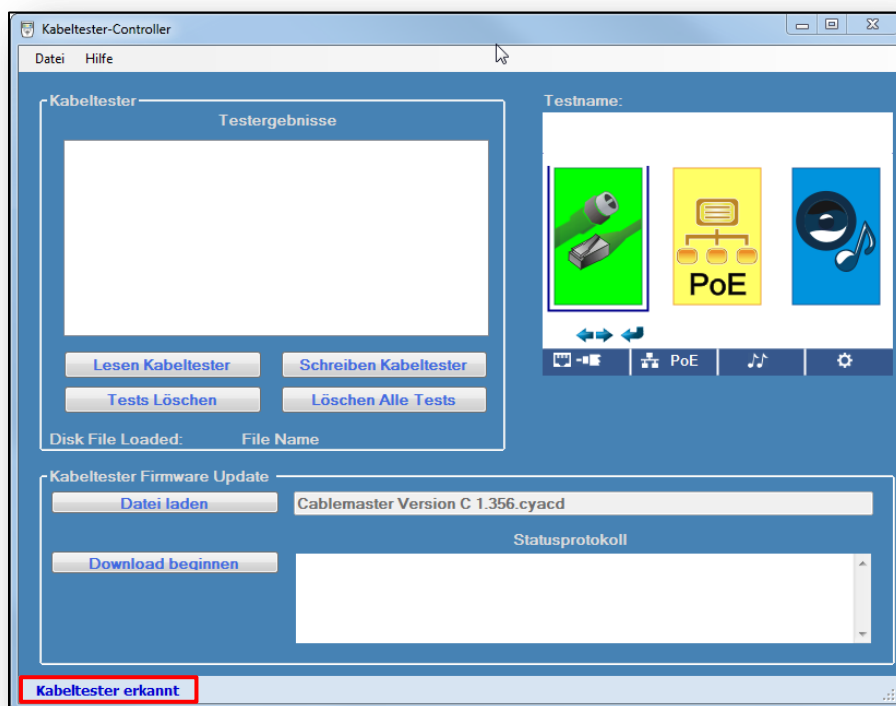 Kabeltester-Controller
Datei Hilfe
Kabeltester
Testergebnisse
Lesen Kabeltester Schreiben Kabeltester
Tests Löschen Löschen Alle Tests
Disk File Loaded: File Name
Testname:
PoE
PoE
Kabeltester Firmware Update
Datei laden Cablemaster Version C 1.356.cyacd
Statusprotokoll
Download beginnen
Kabeltester erkannt